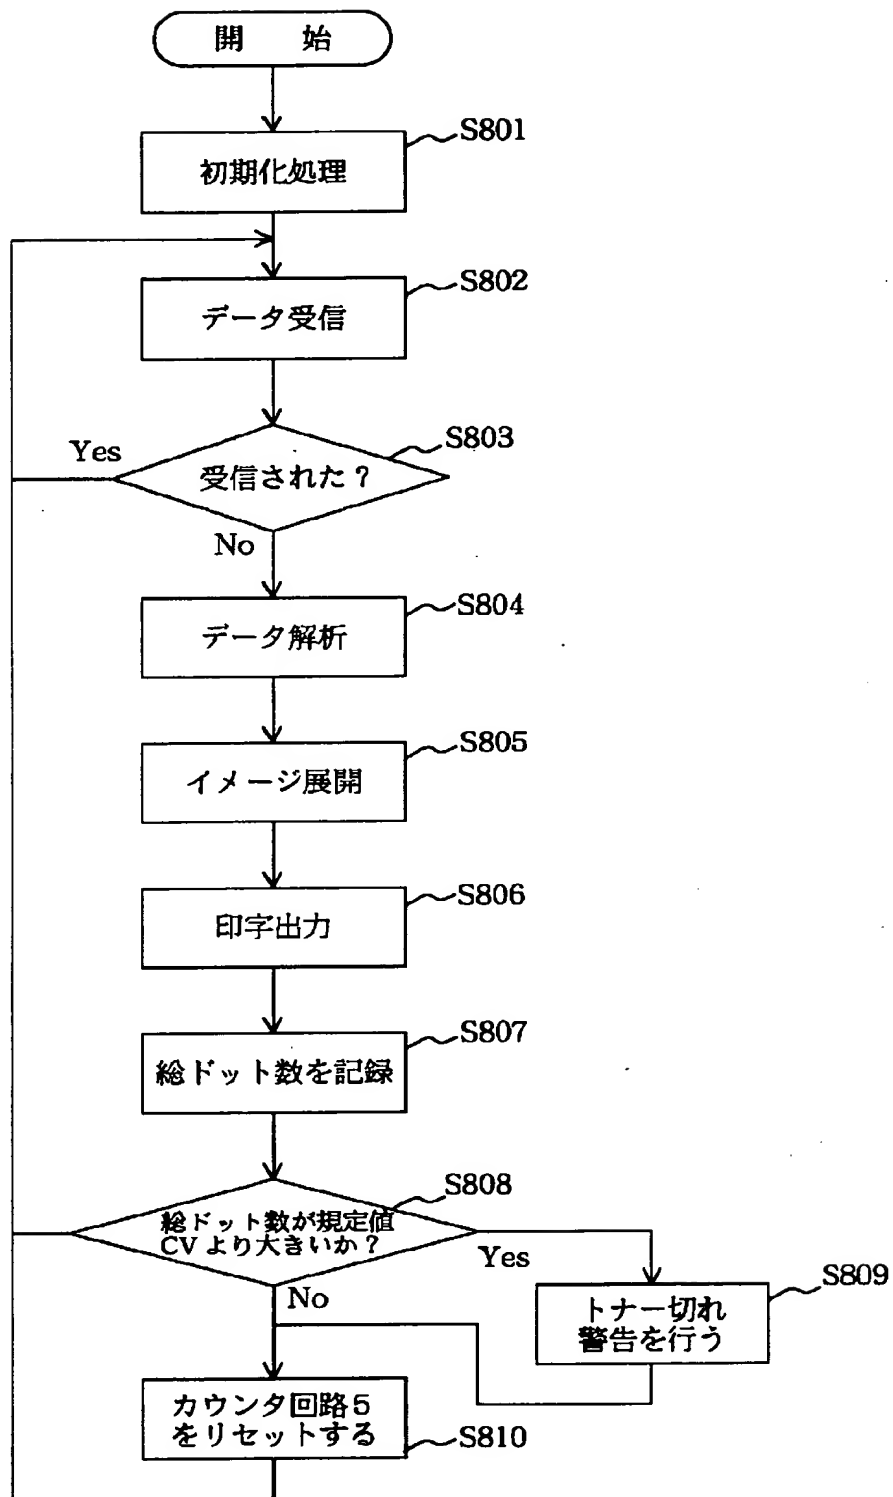 開 始
S801
初期化処理
S802
データ受信
S803
Yes
受信された？
No
S804
データ解析
S805
イメージ展開
S806
印字出力
S807
総ドット数を記録
S808
総ドット数が規定値
CVより大きいか？
Yes
No
S809
トナー切れ
警告を行う
カウンタ回路5
をリセットする
S810